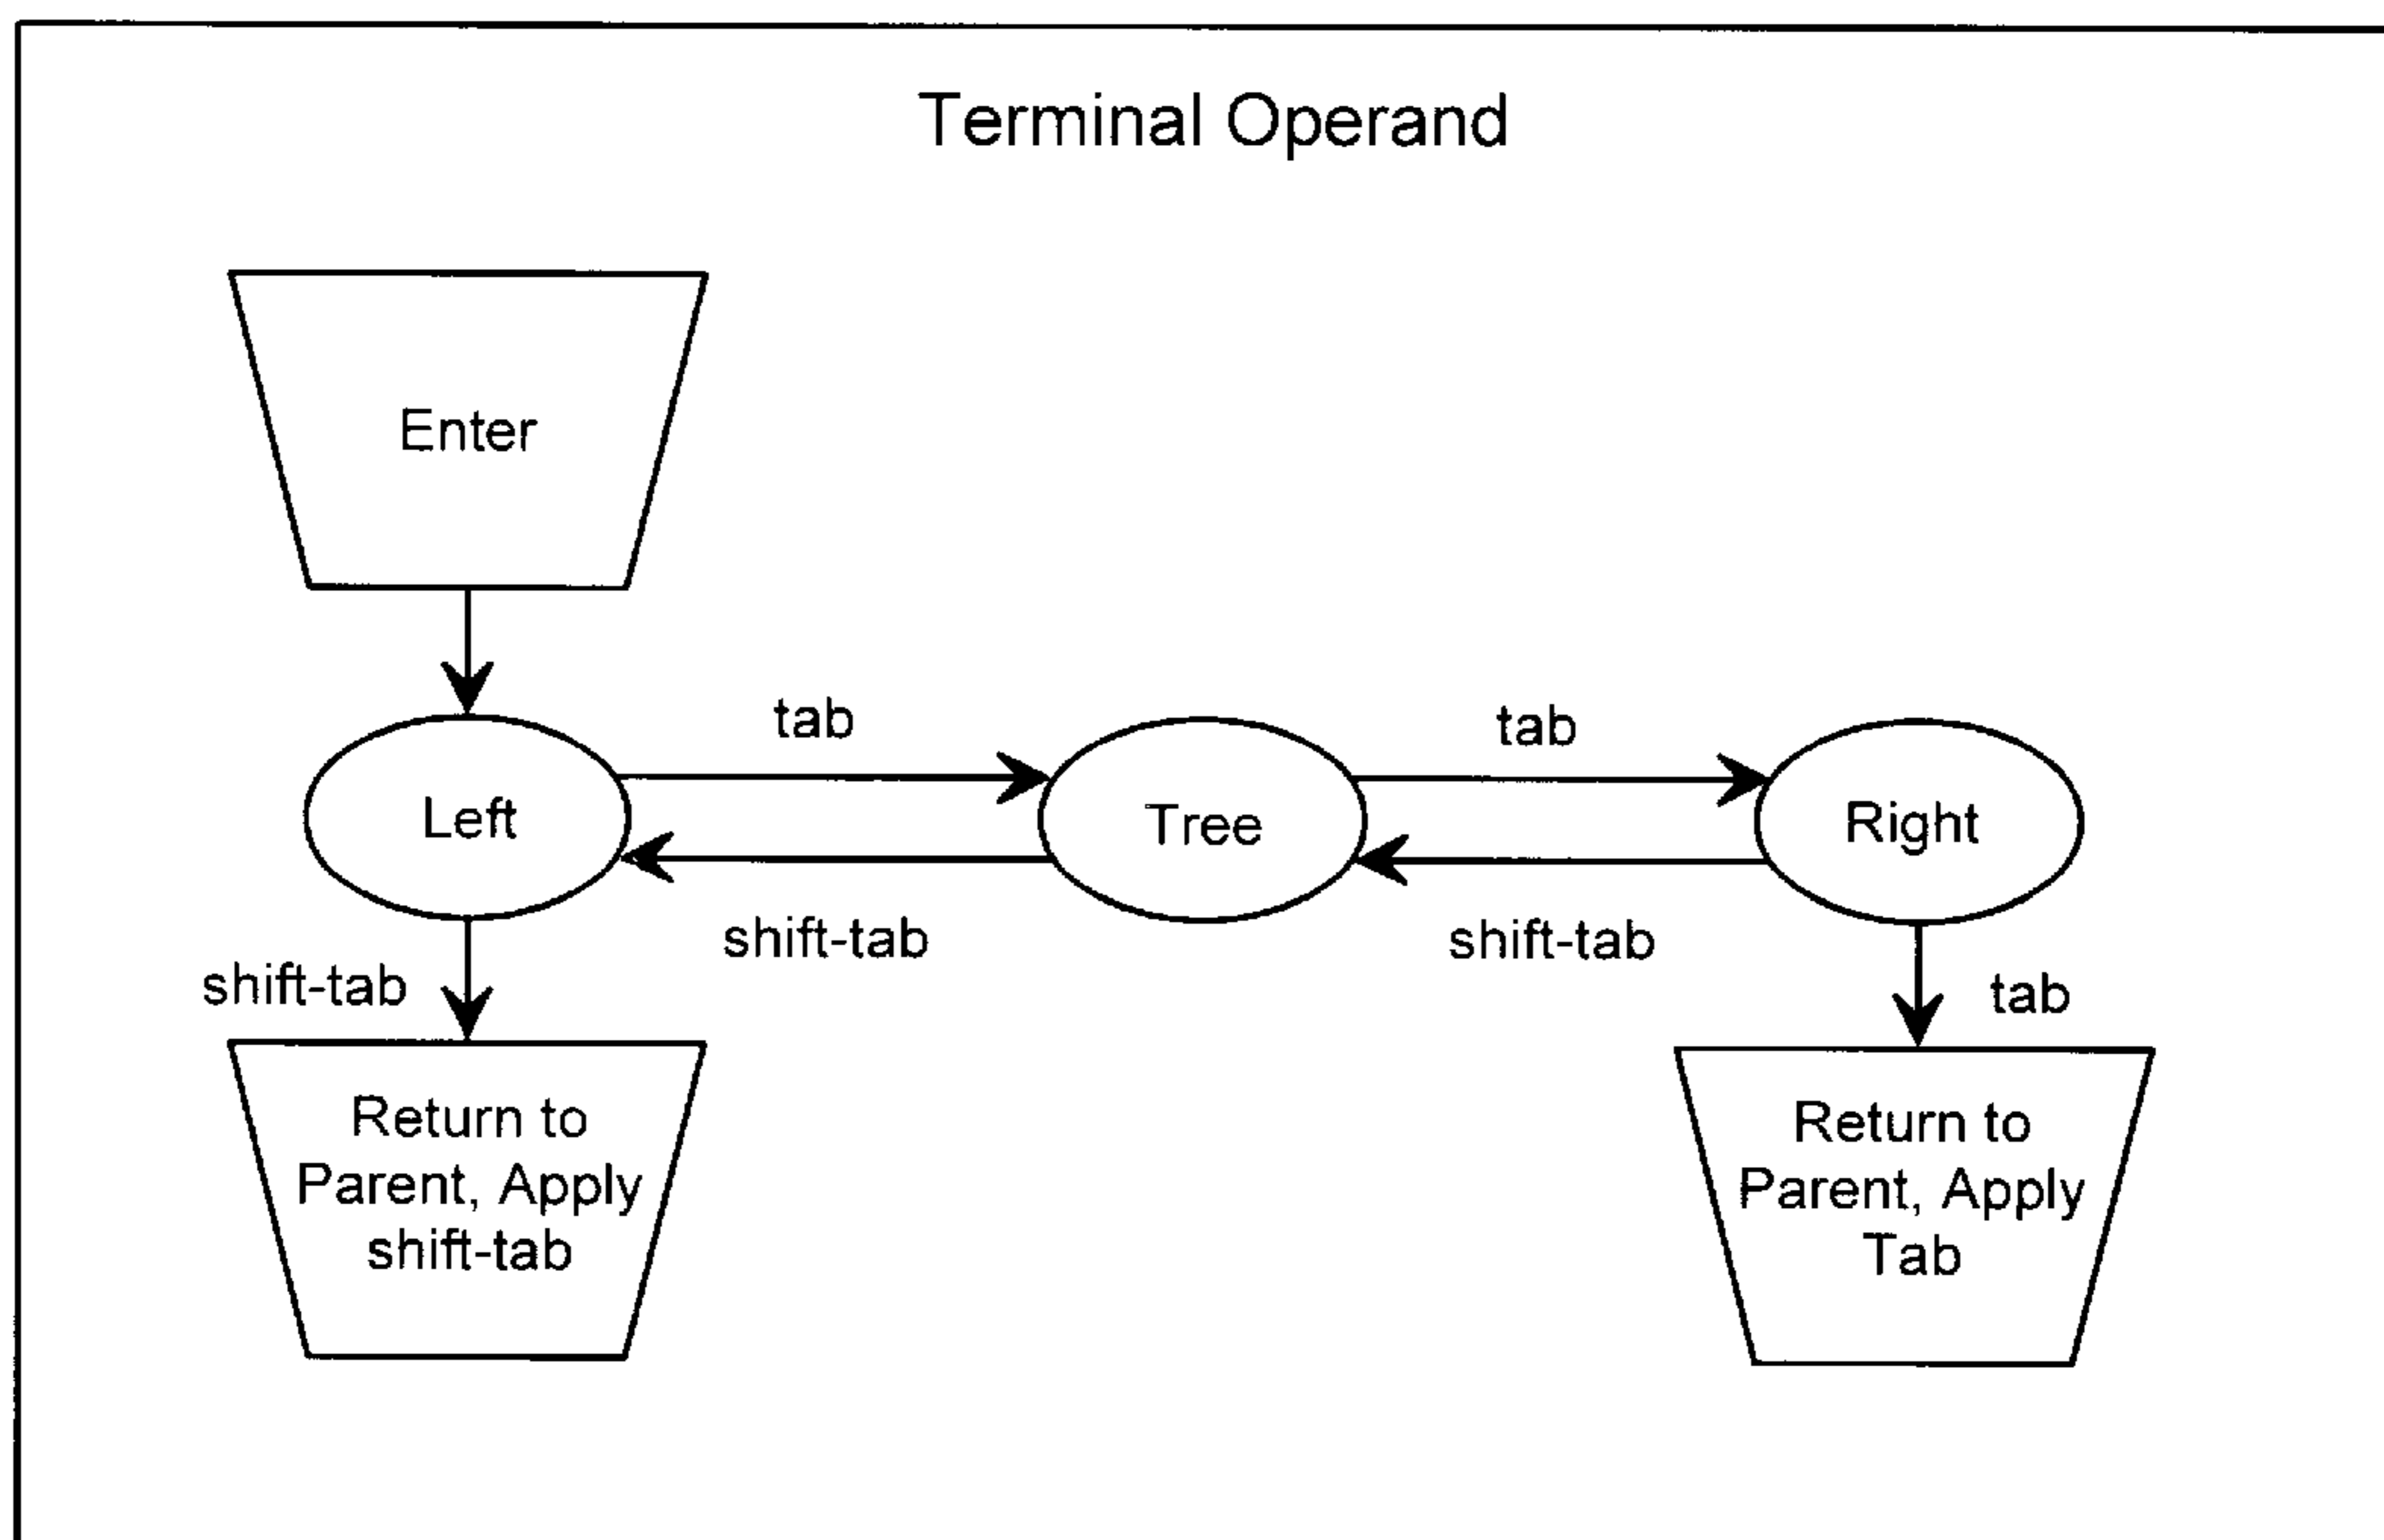 Terminal Operand
Enter
tab
tab
Left
Tree
Right
shift-tab
shift-tab
shift-tab
tab
Return to
Parent, Apply
shift-tab
Return to
Parent, Apply
Tab